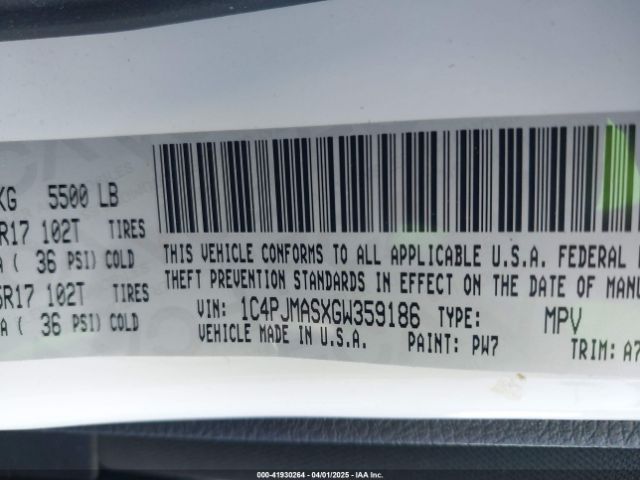 KG 5500 LB
R17 102T TIRES
A ( 36 PSI) COLD
5R17 102T TIRES
A ( 36 PSI) COLD
THIS VEHICLE CONFORMS TO ALL APPLICABLE U.S.A. FEDERAL
THEFT PREVENTION STANDARDS IN EFFECT ON THE DATE OF MANU
VIN: 1C4PJMASXGW359186 TYPE: MPV
VEHICLE MADE IN U.S.A. PAINT: PW7 TRIM: A7
000-41930264 / 04/01/2025 / IAA Inc.